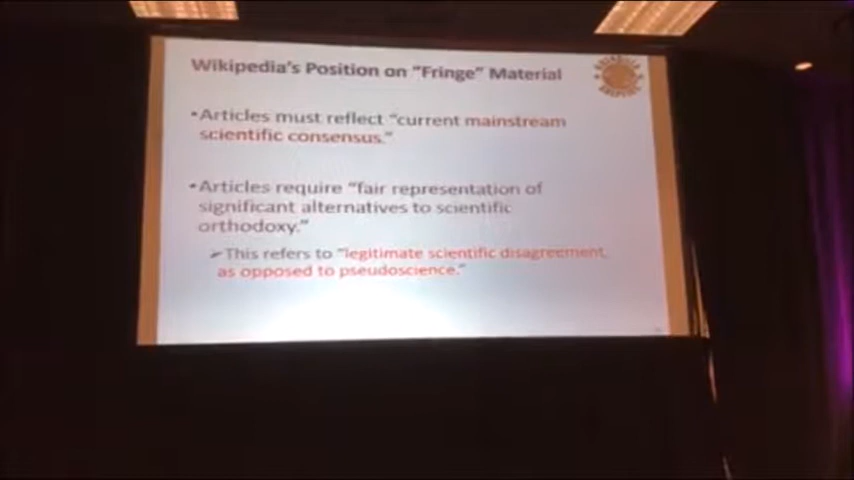 Wikipedia's Position on "Fringe" Material
•Articles must reflect "current mainstream
scientific consensus."
•Articles require "fair representation of
significant alternatives to scientific
orthodoxy."
➢This refers to "legitimate scientific disagreement,
as opposed to pseudoscience."